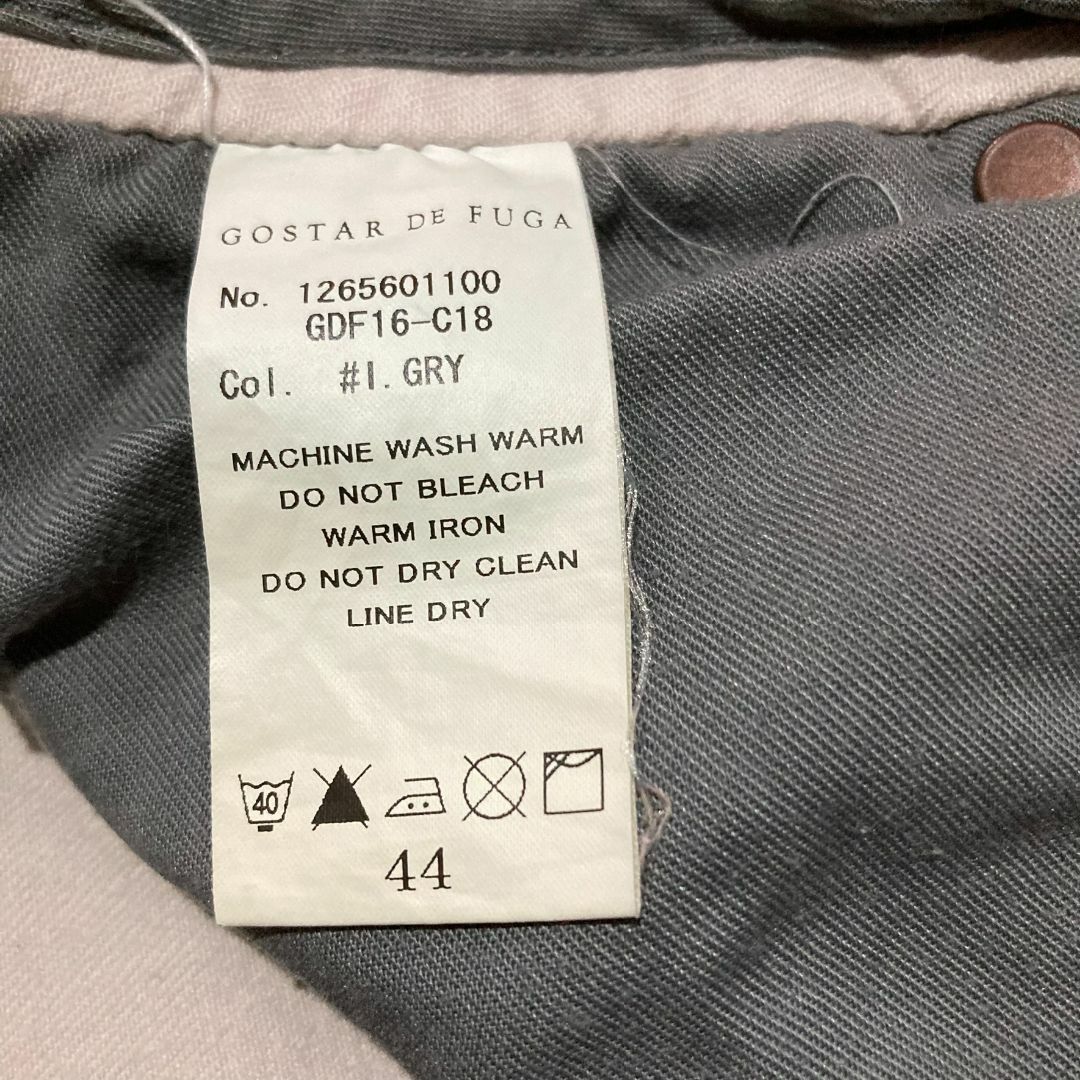 GOSTAR DE FUGA
No. 1265601100
GDF16-C18
Col. #I.GRY
MACHINE WASH WARM
DO NOT BLEACH
WARM IRON
DO NOT DRY CLEAN
LINE DRY
40
44